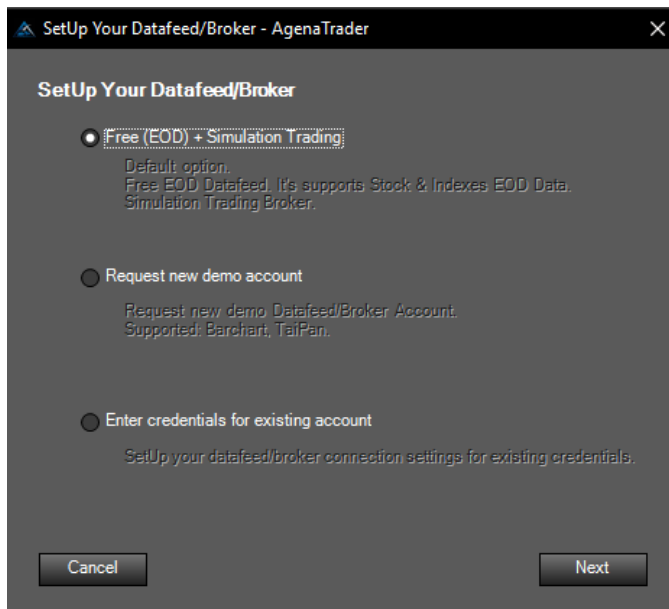 SetUp Your Datafeed/Broker - AgenaTrader
SetUp Your Datafeed/Broker
Free (EOD) + Simulation Trading
Default option.
Free EOD Datafeed. It's supports Stock & Indexes EOD Data.
Simulation Trading Broker.
Request new demo account
Request new demo Datafeed/Broker Account.
Supported: Barchart, TaiPan.
Enter credentials for existing account
SetUp your datafeed/broker connection settings for existing credentials.
Cancel
Next